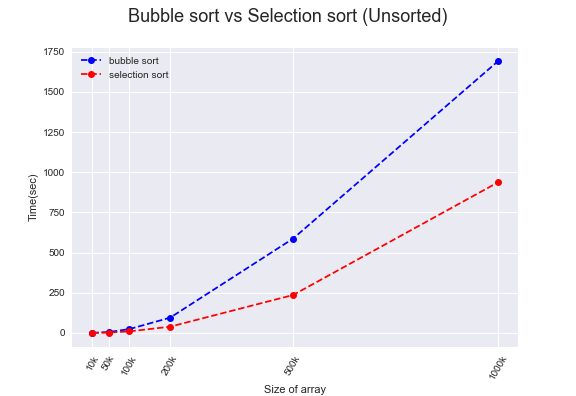 Bubble sort vs Selection sort (Unsorted)
bubble sort
selection sort
Time(sec)
1750
1500
1250
1000
750
500
250
0
10k
50k
100k
200k
500k
1000k
Size of array